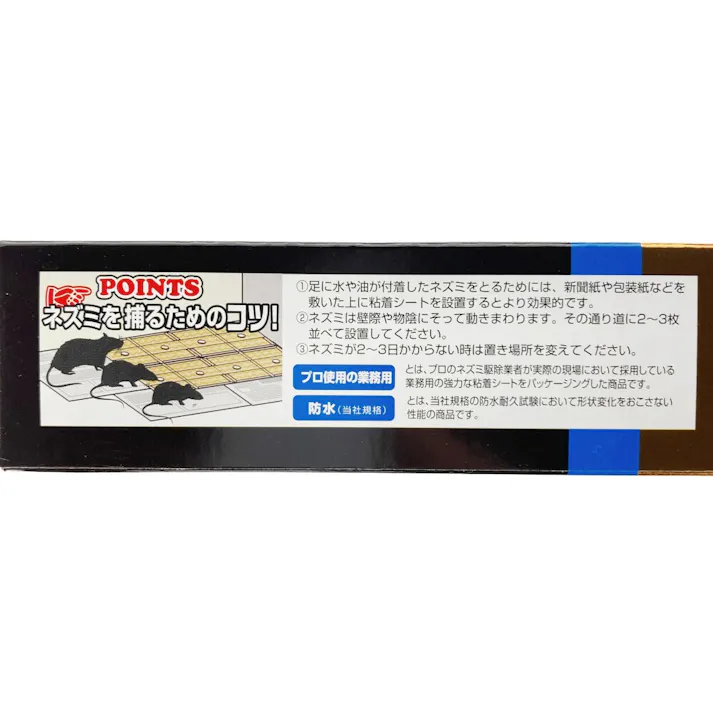 POINTS
ネズミを捕るためのコツ!
①足に水や油が付着したネズミをとるためには、新聞紙や包装紙などを
敷いた上に粘着シートを設置するとより効果的です。
②ネズミは壁際や物陰にそって動きまわります。その通り道に2〜3枚
並べて設置してください。
③ネズミが2〜3日かからない時は置き場所を変えてください。
プロ使用の業務用
とは、プロのネズミ駆除業者が実際の現場において採用している
業務用の強力な粘着シートをパッケージングした商品です。
防水(当社規格)
とは、当社規格の防水耐久試験において形状変化をおこさない
性能の商品です。